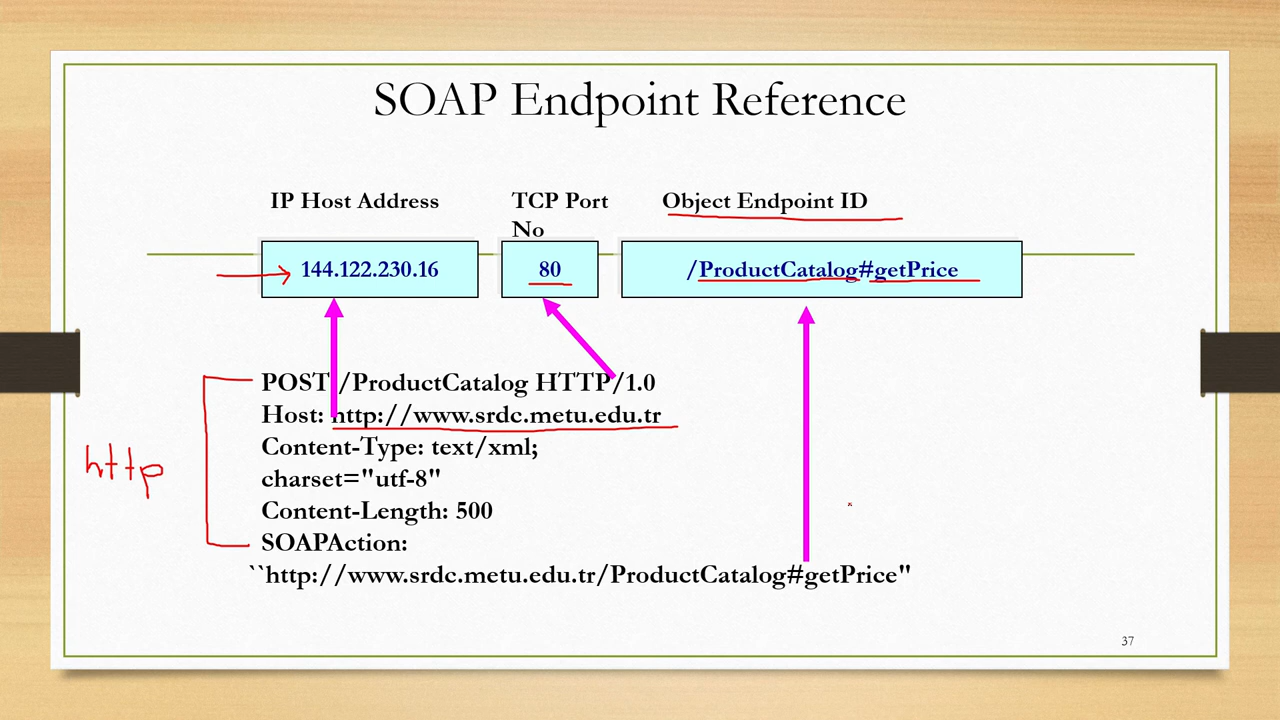 SOAP Endpoint Reference
IP Host Address
TCP Port
No
Object Endpoint ID
144.122.230.16
80
/ProductCatalog#getPrice
POST /ProductCatalog HTTP/1.0
Host: http://www.srdc.metu.edu.tr
Content-Type: text/xml;
charset="utf-8"
Content-Length: 500
SOAPAction:
``http://www.srdc.metu.edu.tr/ProductCatalog#getPrice"
http
37